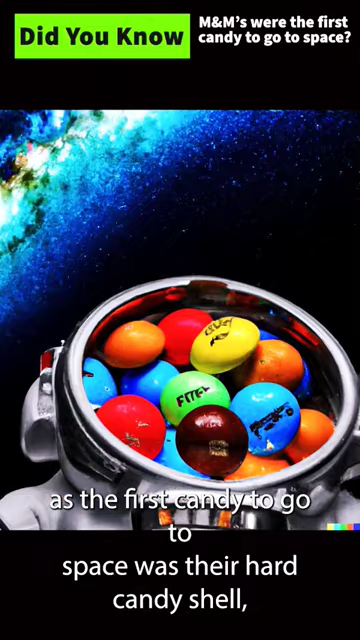 Did You Know
M&M's were the first
candy to go to space?
FITE
as the first candy to go
to
space was their hard
candy shell,